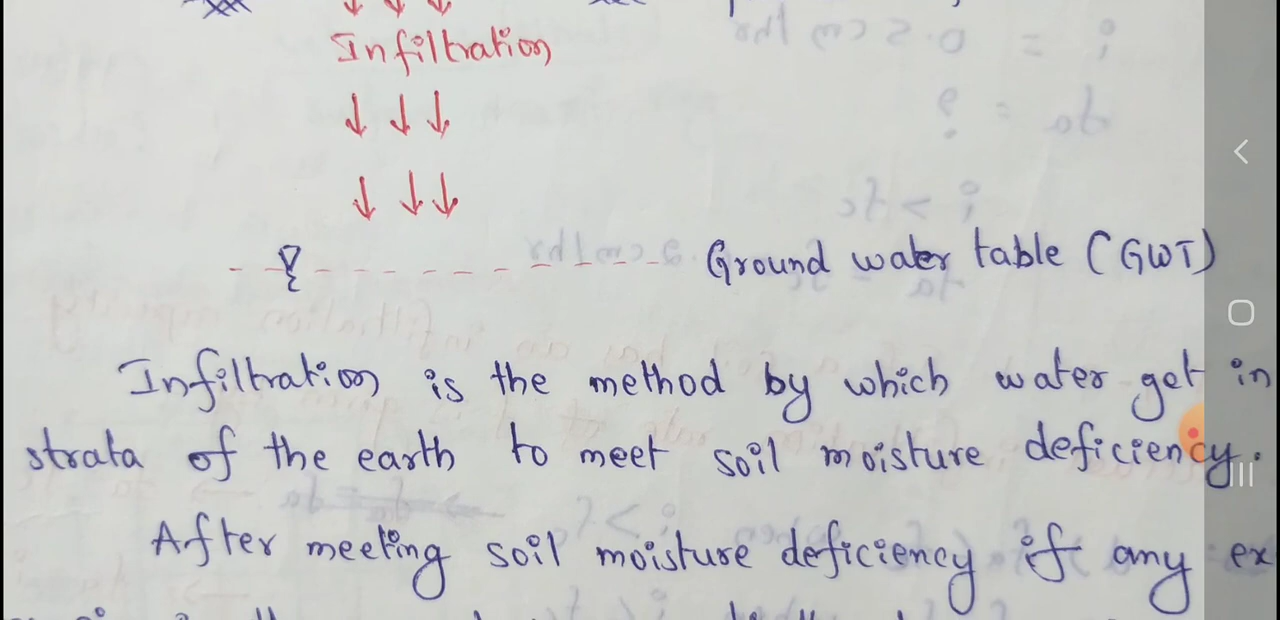 Infiltration
Ground water table (GWT)
Infiltration is the method by which water get in
strata of the earth to meet soil moisture deficiency.
After meeting soil moisture deficiency if any ex